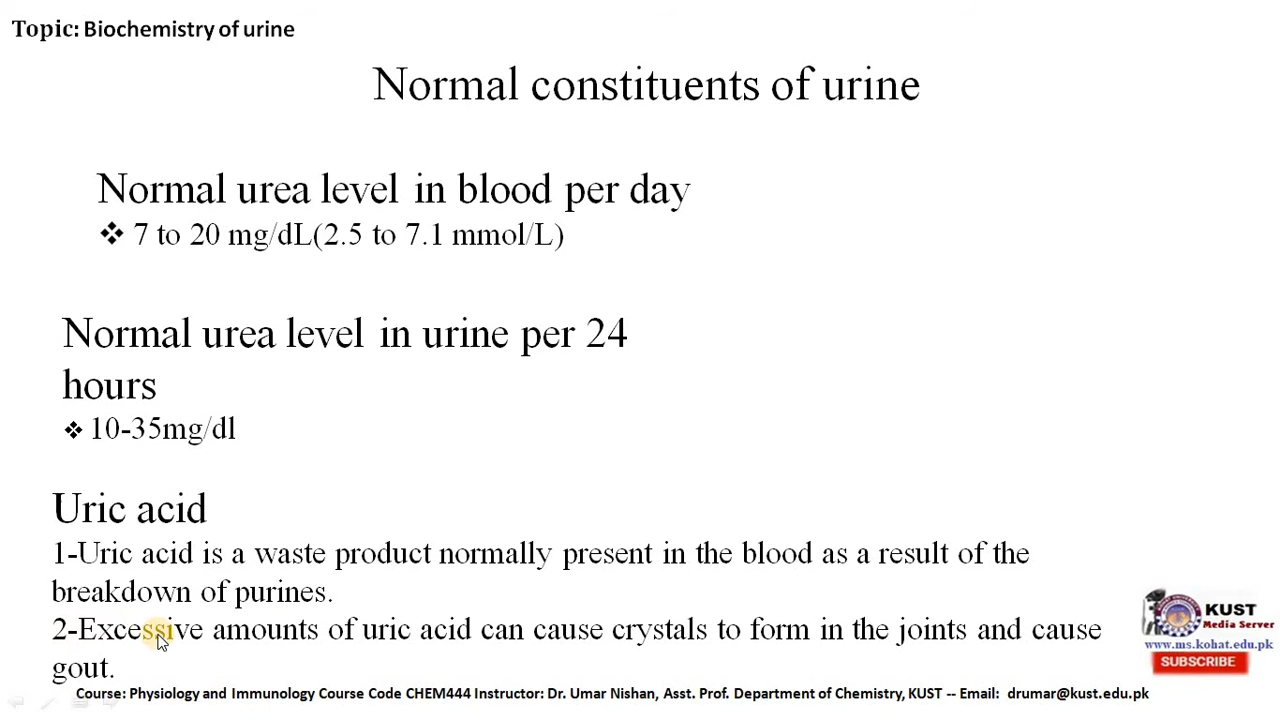 Topic: Biochemistry of urine
Normal constituents of urine
Normal urea level in blood per day
❖ 7 to 20 mg/dL(2.5 to 7.1 mmol/L)
Normal urea level in urine per 24
hours
❖ 10-35mg/dl
Uric acid
1-Uric acid is a waste product normally present in the blood as a result of the
breakdown of purines.
2-Excessive amounts of uric acid can cause crystals to form in the joints and cause
gout.
KUST
Media Server
www.ms.kohat.edu.pk
SUBSCRIBE
Course: Physiology and Immunology Course Code CHEM444 Instructor: Dr. Umar Nishan, Asst. Prof. Department of Chemistry, KUST -- Email: drumar@kust.edu.pk